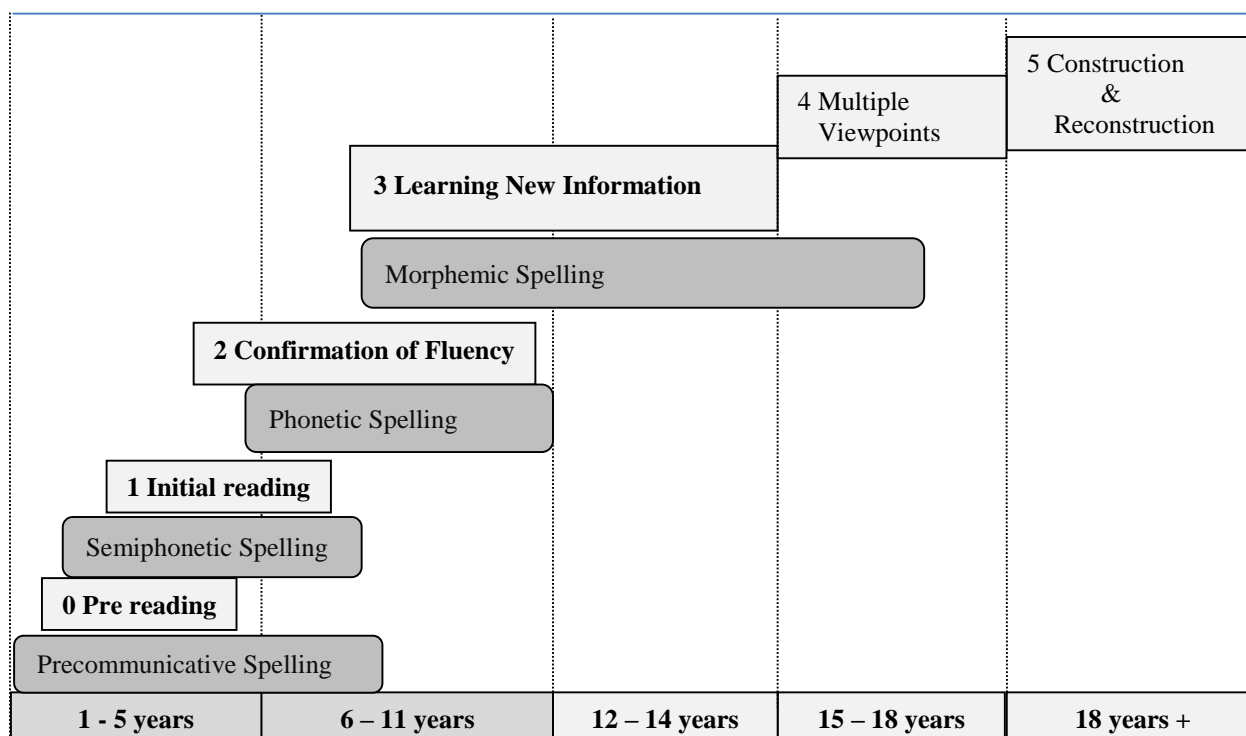 5 Construction
&
Reconstruction
4 Multiple
Viewpoints
3 Learning New Information
Morphemic Spelling
2 Confirmation of Fluency
Phonetic Spelling
1 Initial reading
Semiphonetic Spelling
0 Pre reading
Precommunicative Spelling
1 - 5 years
6 – 11 years
12 – 14 years
15 – 18 years
18 years +